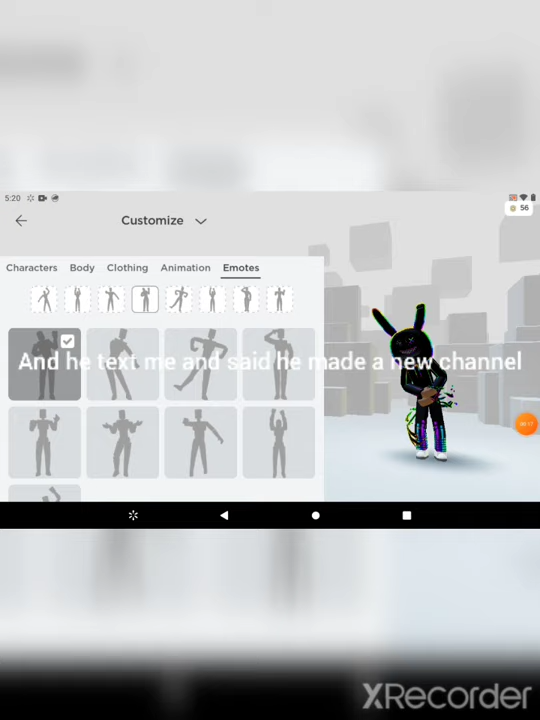 5:20
56
Customize
Characters Body Clothing Animation Emotes
And he text me and said he made a new channel
XRecorder